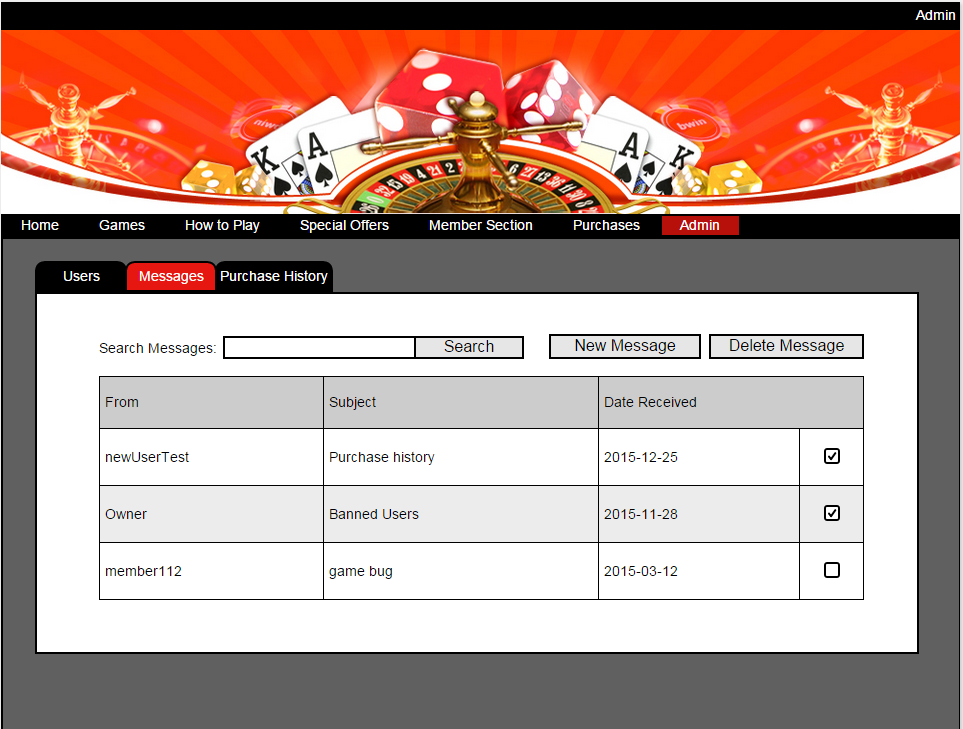 Admin
K A A K
bwin
Home Games How to Play Special Offers Member Section Purchases Admin
Users Messages Purchase History
Search Messages: Search New Message Delete Message
From Subject Date Received
newUserTest Purchase history 2015-12-25
Owner Banned Users 2015-11-28
member112 game bug 2015-03-12